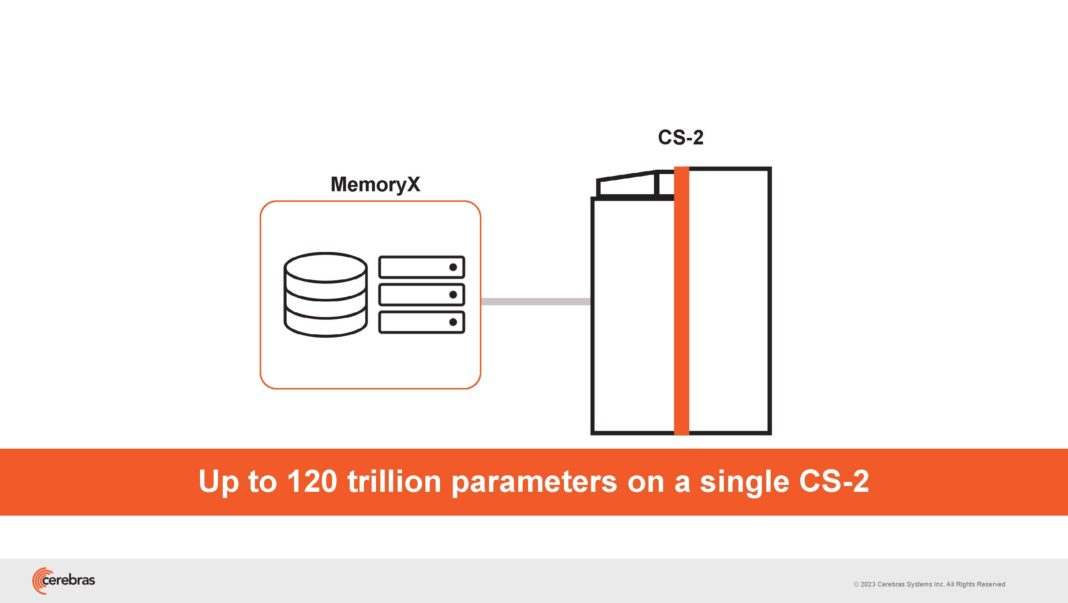 CS-2
MemoryX
Up to 120 trillion parameters on a single CS-2
cerebras
© 2023 Cerebras Systems Inc. All Rights Reserved